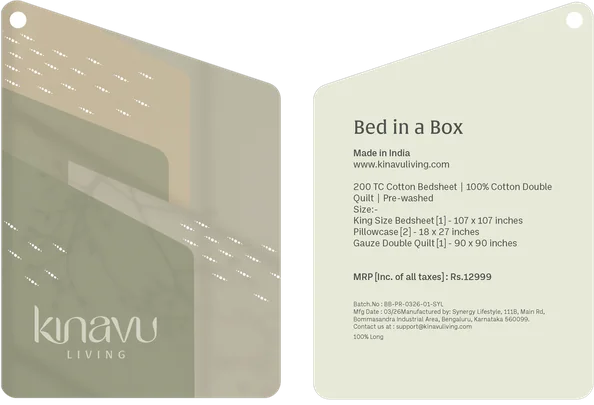 kinavu
LIVING
Bed in a Box
Made in India
www.kinavuliving.com
200 TC Cotton Bedsheet | 100% Cotton Double
Quilt | Pre-washed
Size:-
King Size Bedsheet [1] - 107 x 107 inches
Pillowcase [2] - 18 x 27 inches
Gauze Double Quilt [1] - 90 x 90 inches
MRP [Inc. of all taxes] : Rs.12999
Batch.No : BB-PR-0326-01-SYL
Mfg Date : 03/26Manufactured by: Synergy Lifestyle, 111B, Main Rd,
Bommasandra Industrial Area, Bengaluru, Karnataka 560099.
Contact us at : support@kinavuliving.com
100% Long